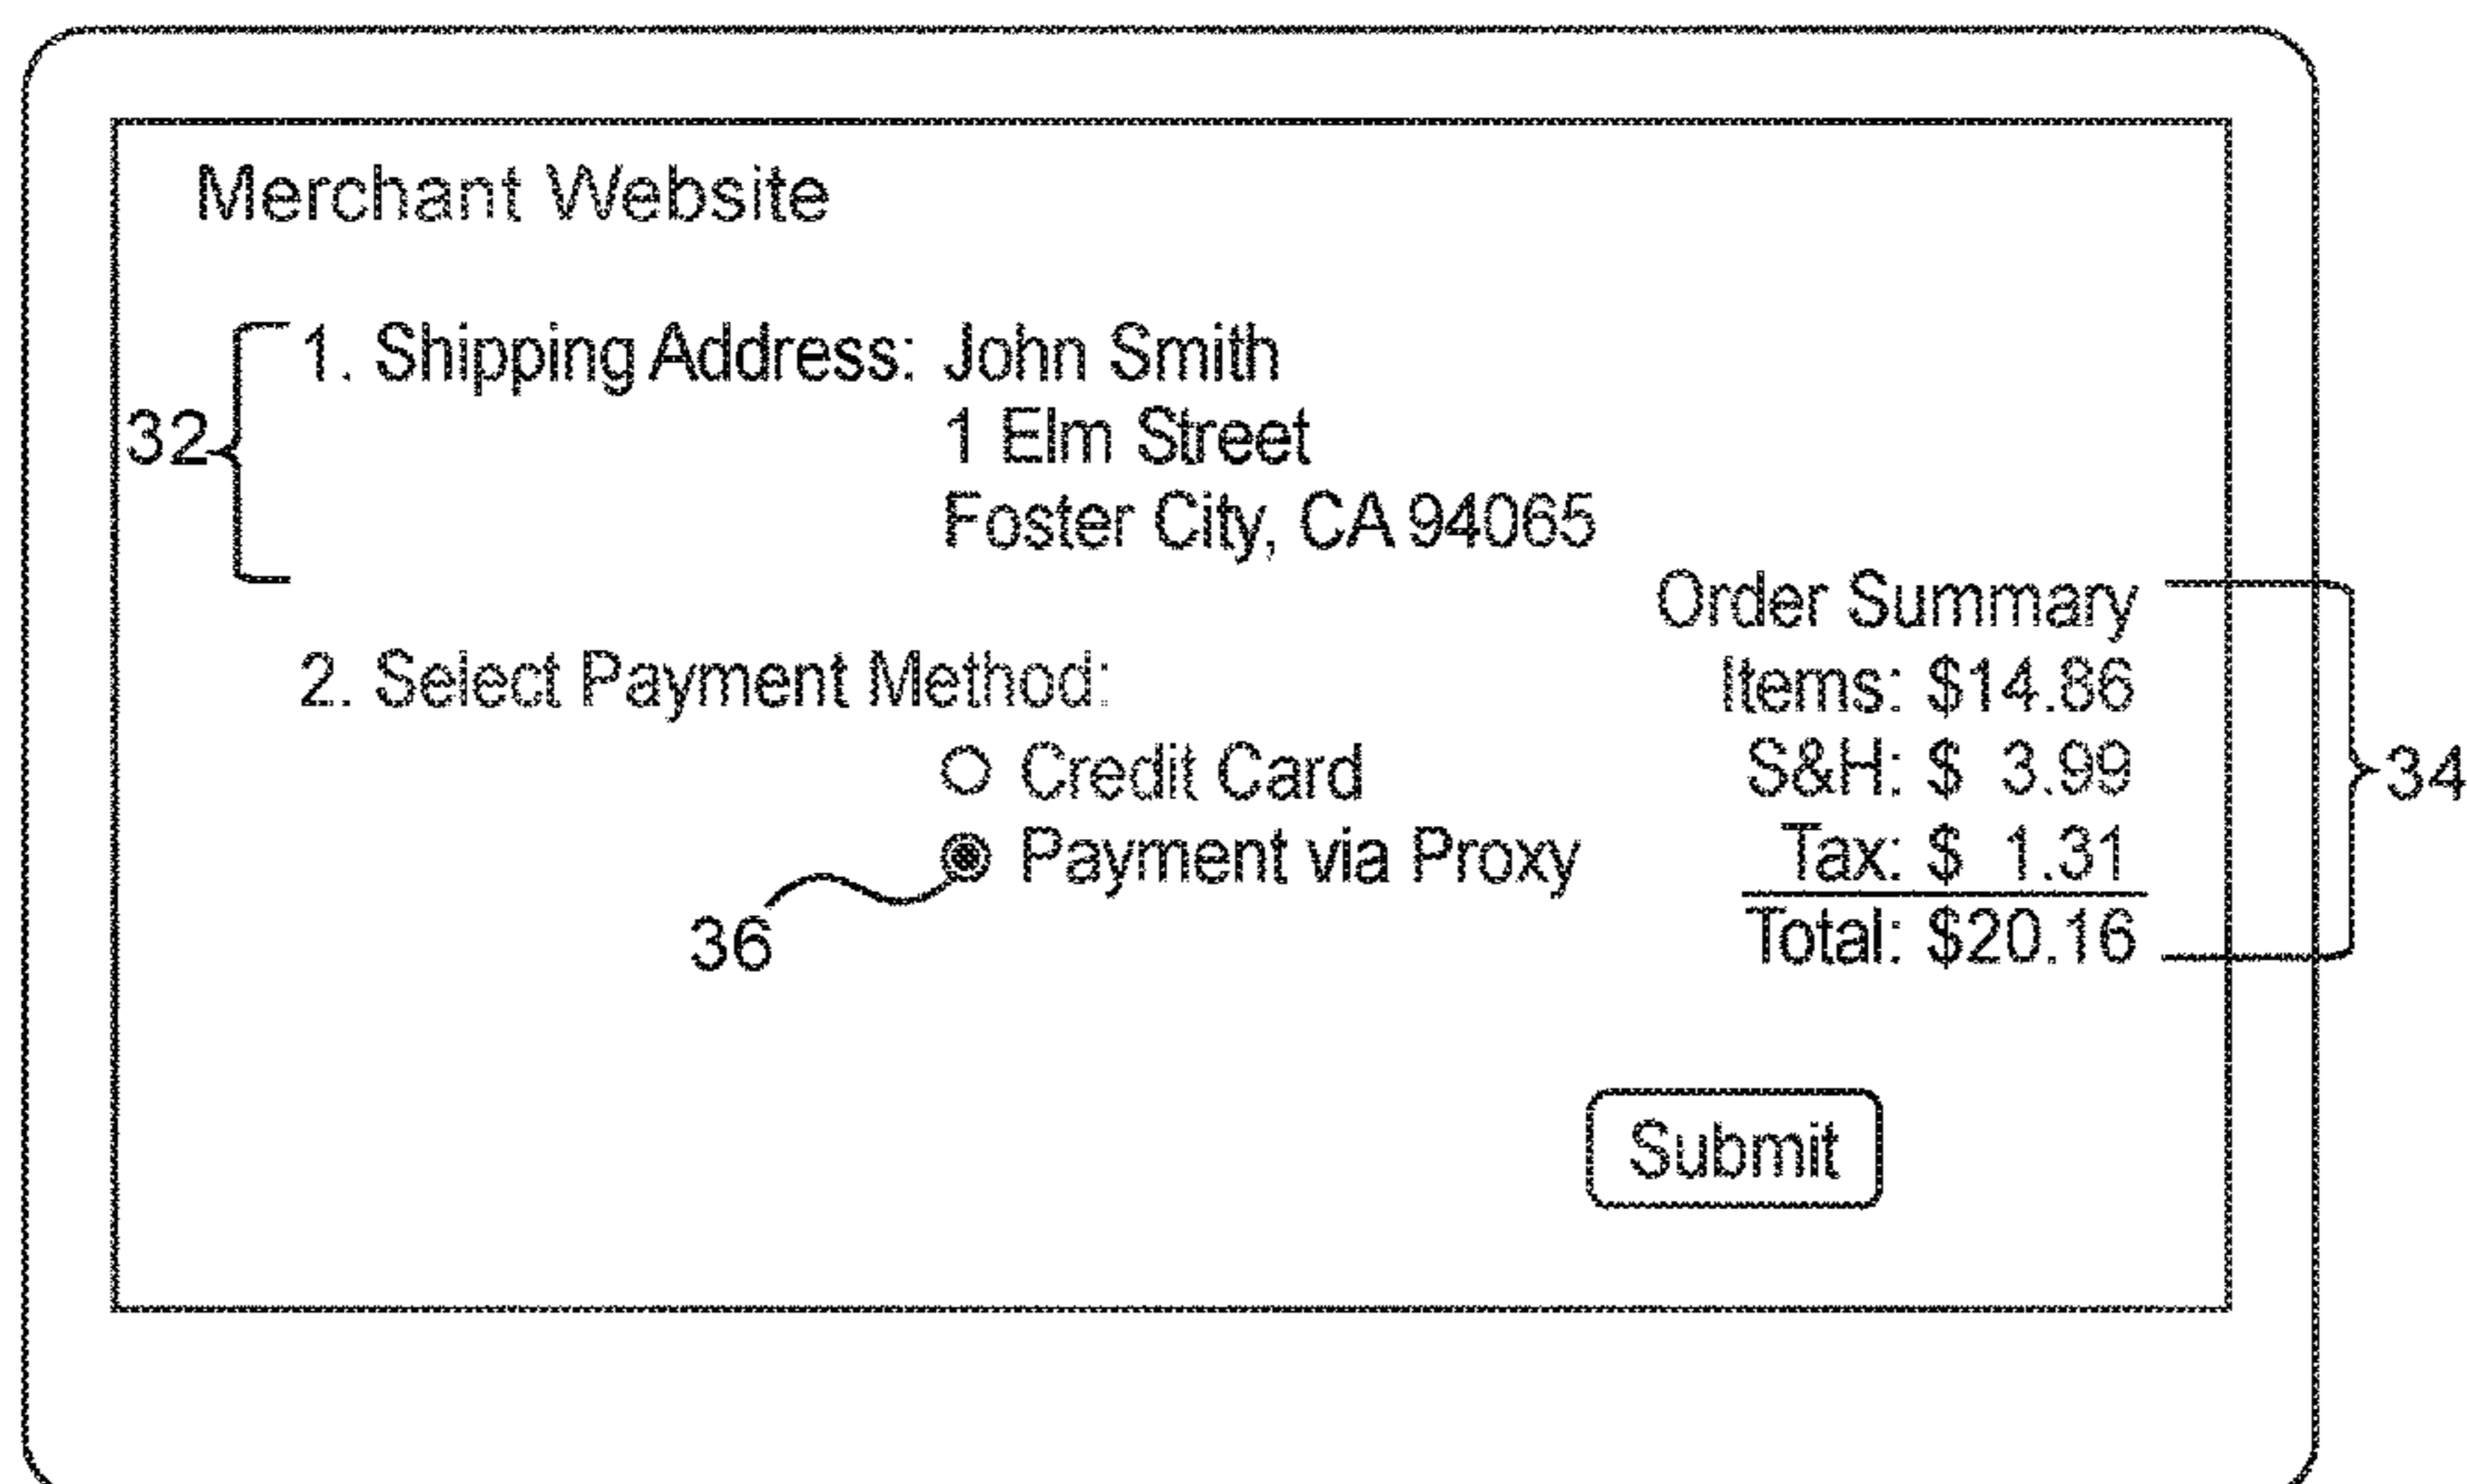 Merchant Website
1. Shipping Address: John Smith
32
1 Elm Street
Foster City, CA 94065
2. Select Payment Method:
Credit Card
Payment via Proxy
36
Order Summary
Items: $14.86
S&H: $ 3.99
Tax: $ 1.31
Total: $20.16
34
Submit